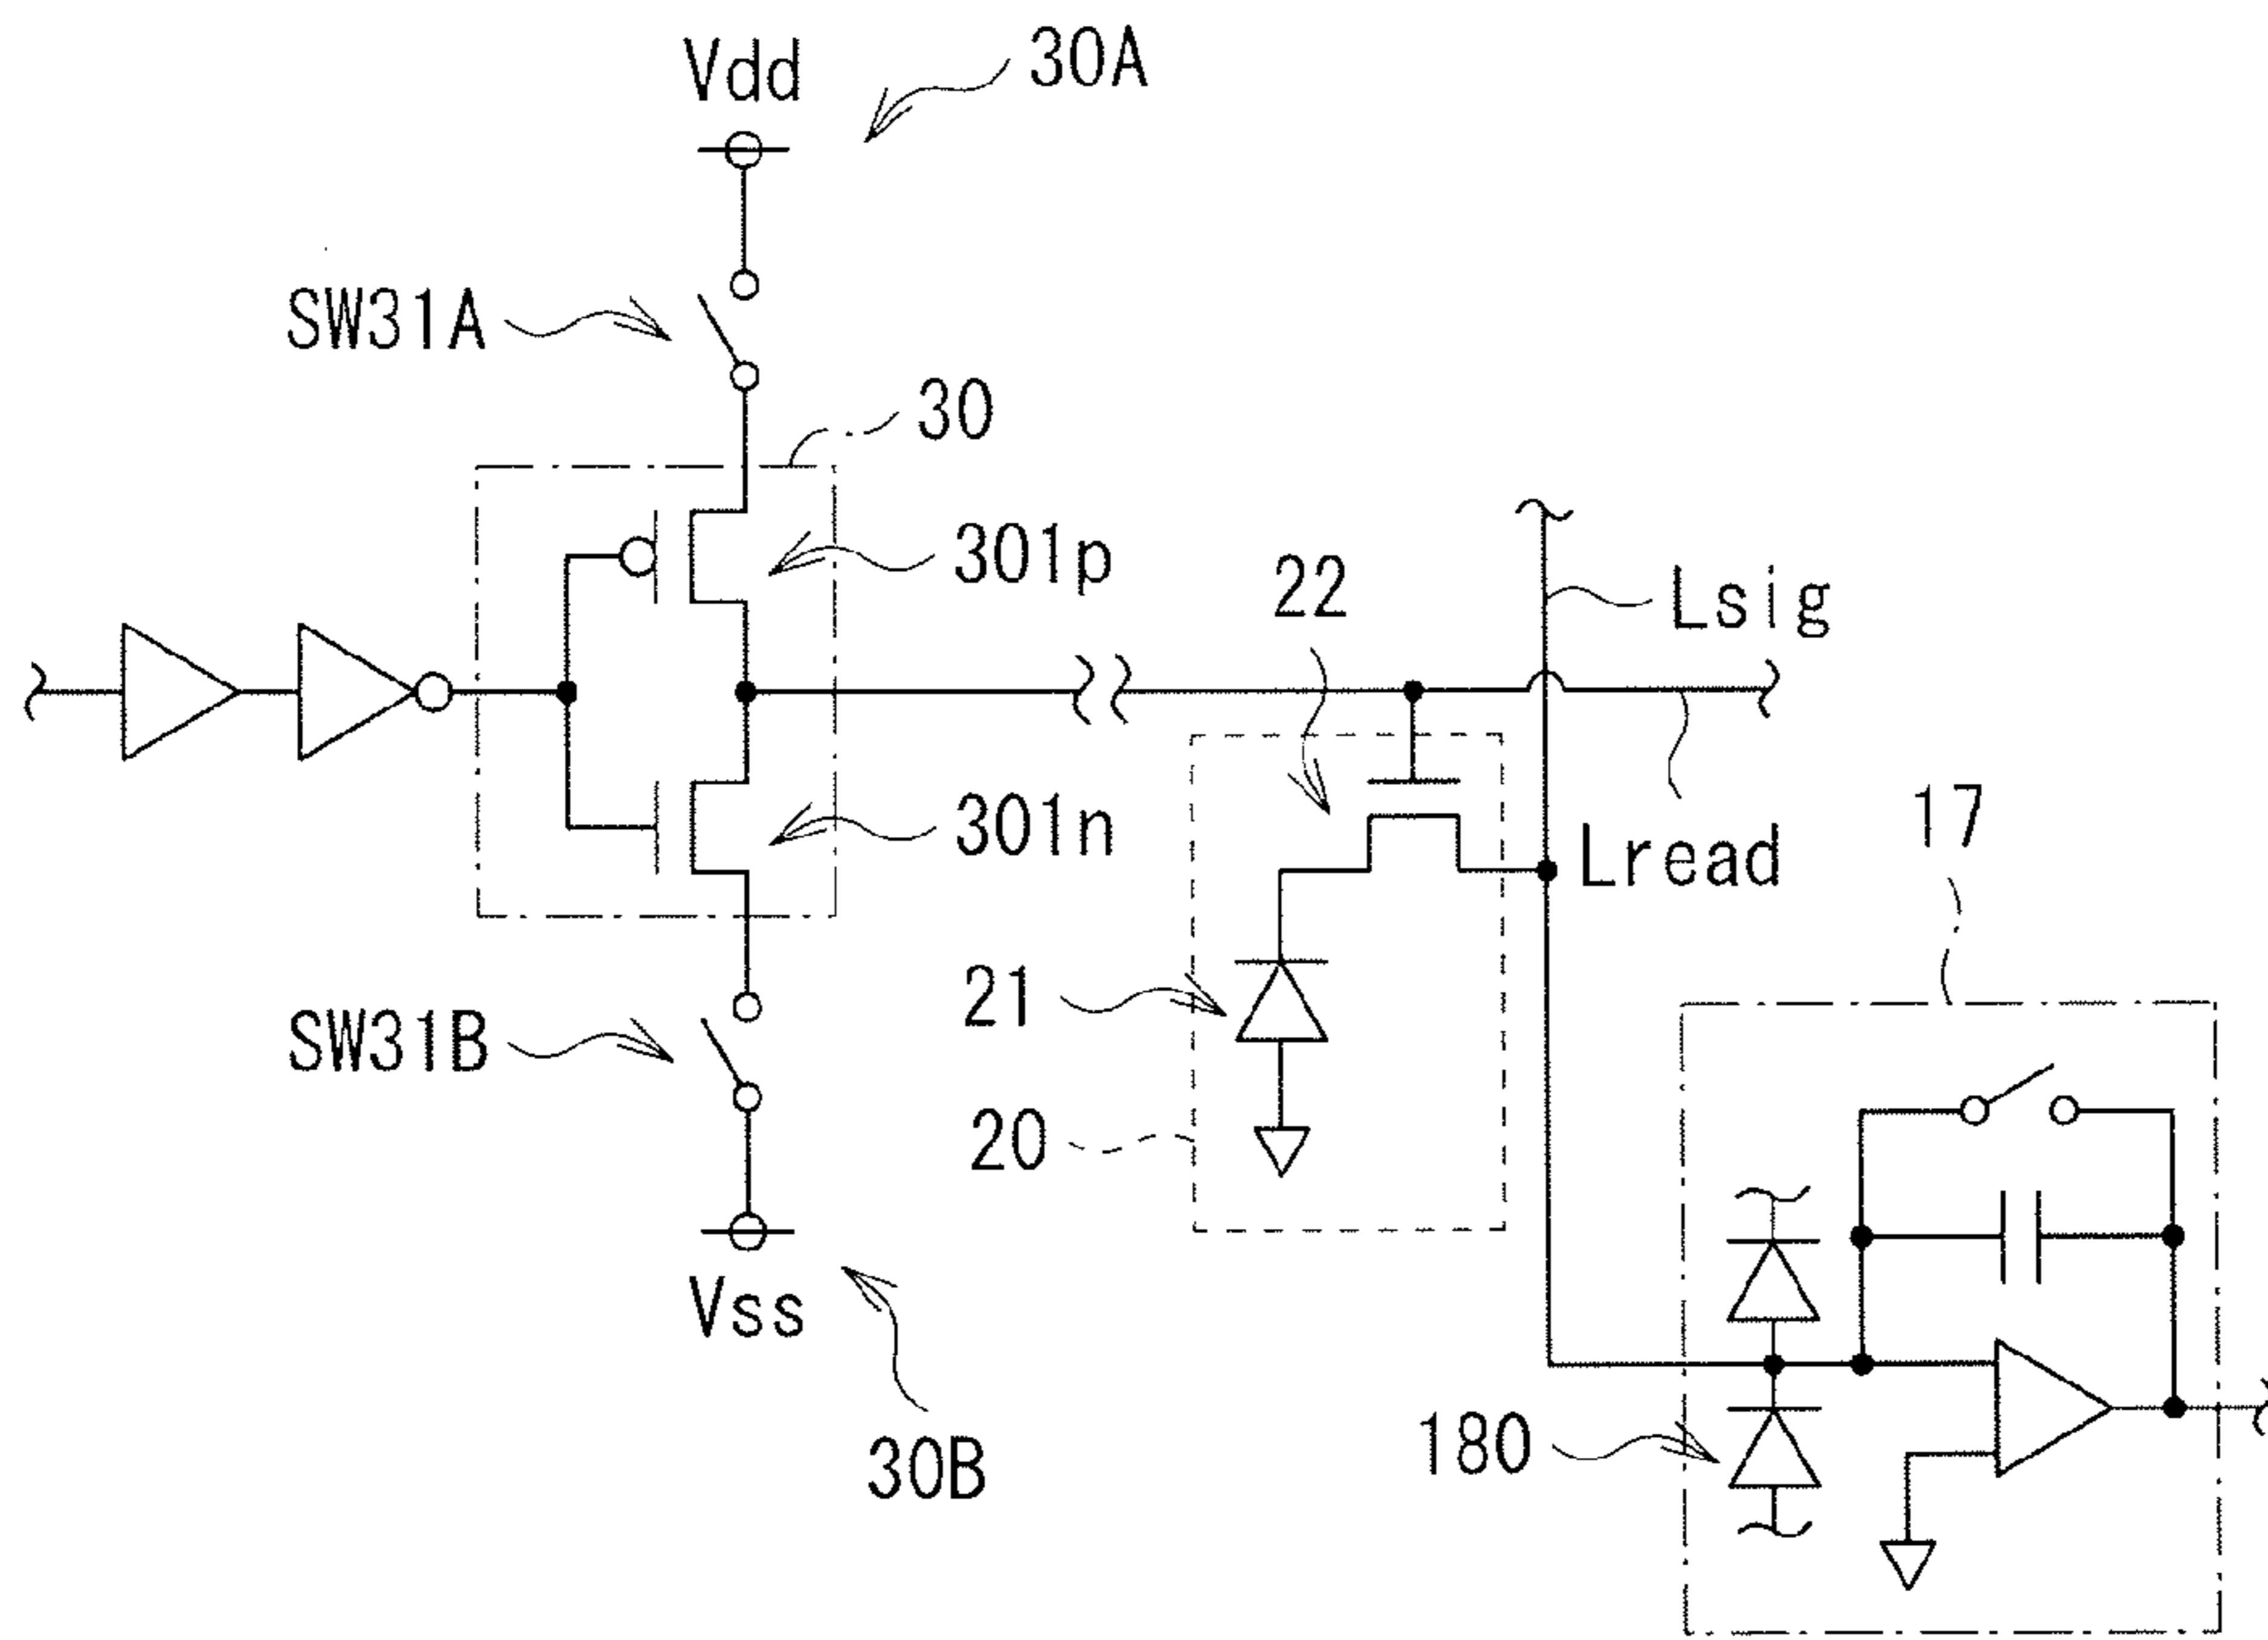 Vdd
30A
SW31A
30
301p
22
Lsig
301n
Lread
17
21
SW31B
20
Vss
180
30B